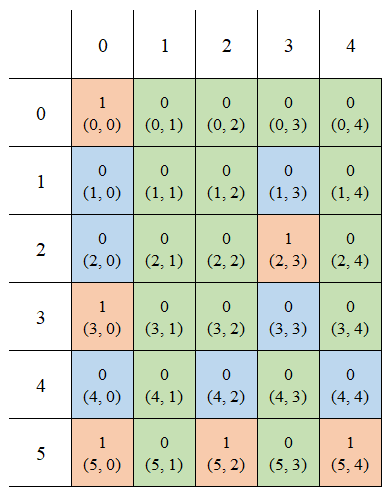 0 1 2 3 4
0
1 0 0 0 0
(0, 0) (0, 1) (0, 2) (0, 3) (0, 4)
1
0 0 0 0 0
(1, 0) (1, 1) (1, 2) (1, 3) (1, 4)
2
0 0 0 1 0
(2, 0) (2, 1) (2, 2) (2, 3) (2, 4)
3
1 0 0 0 0
(3, 0) (3, 1) (3, 2) (3, 3) (3, 4)
4
0 0 0 0 0
(4, 0) (4, 1) (4, 2) (4, 3) (4, 4)
5
1 0 1 0 1
(5, 0) (5, 1) (5, 2) (5, 3) (5, 4)